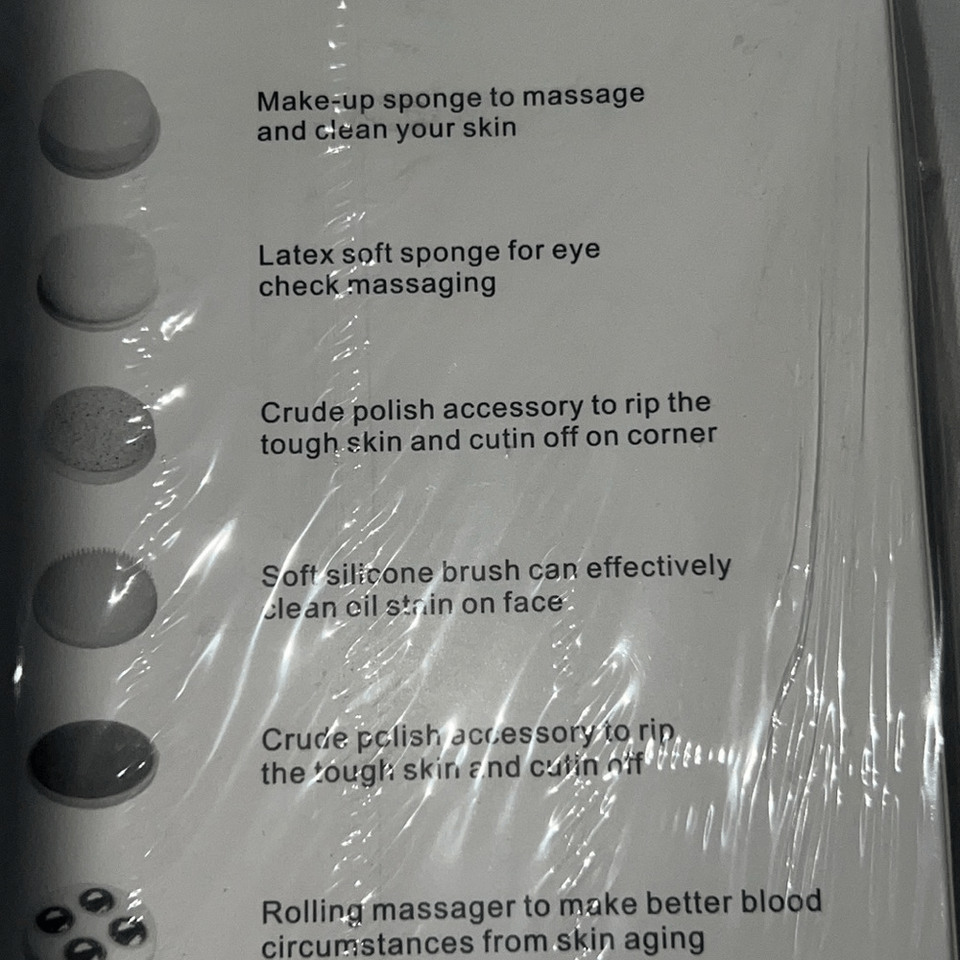 Make-up sponge to massage
and clean your skin
Latex soft sponge for eye
check massaging
Crude polish accessory to rip the
tough skin and cutin off on corner
Soft silicone brush can effectively
clean oil stain on face
Crude polish accessory to rip
the tough skin and cutin off
Rolling massager to make better blood
circumstances from skin aging